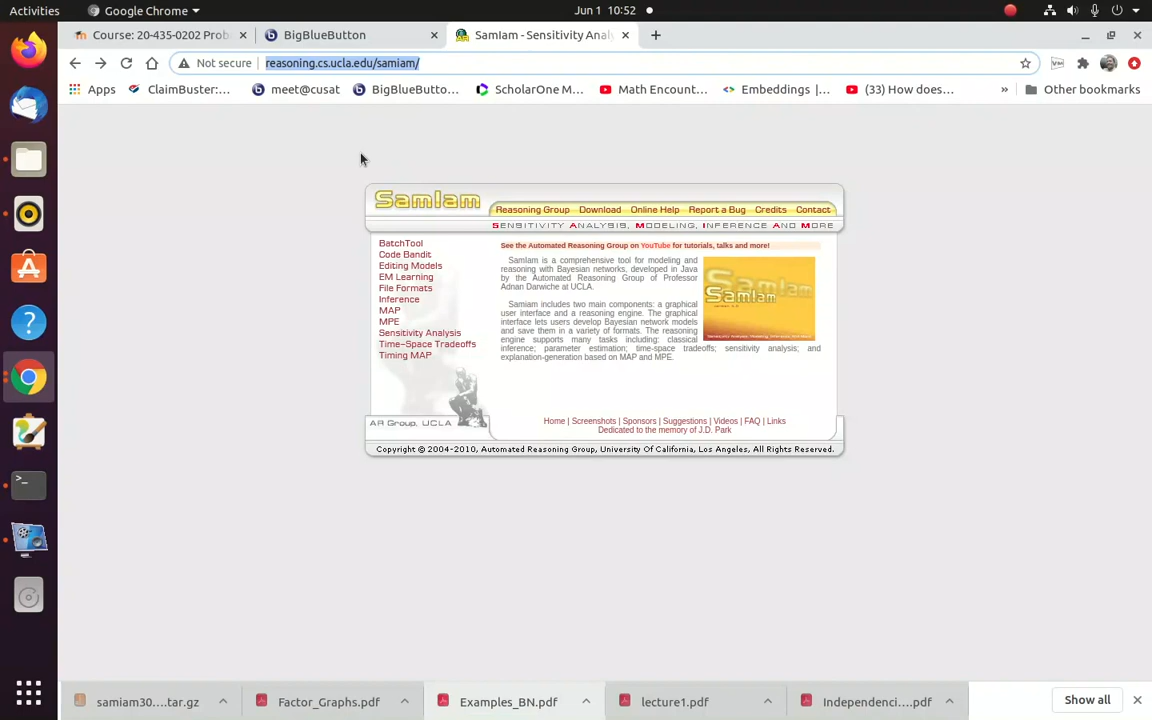 Activities
Google Chrome
Jun 1 10:52
Course: 20-435-0202 Prob
BigBlueButton
SamIam - Sensitivity Anal
Not secure
reasoning.cs.ucla.edu/samiam/
Apps
ClaimBuster:...
meet@cusat
BigBlueButto...
ScholarOne M...
Math Encount...
Embeddings |...
(33) How does...
»
Other bookmarks
SamIam
Reasoning Group
Download
Online Help
Report a Bug
Credits
Contact
SENSITIVITY ANALYSIS, MODELING, INFERENCE AND MORE
BatchTool
Code Bandit
Editing Models
EM Learning
File Formats
Inference
MAP
MPE
Sensitivity Analysis
Time-Space Tradeoffs
Timing MAP
AR Group, UCLA
See the Automated Reasoning Group on YouTube for tutorials, talks and more!
SamIam is a comprehensive tool for modeling and
reasoning with Bayesian networks, developed in Java
by the Automated Reasoning Group of Professor
Adnan Darwiche at UCLA.
Samiam includes two main components: a graphical
user interface and a reasoning engine. The graphical
interface lets users develop Bayesian network models
and save them in a variety of formats. The reasoning
engine supports many tasks including: classical
inference; parameter estimation; time-space tradeoffs; sensitivity analysis; and
explanation-generation based on MAP and MPE.
SamIam
Home | Screenshots | Sponsors | Suggestions | Videos | FAQ | Links
Dedicated to the memory of J.D. Park
Copyright © 2004-2010, Automated Reasoning Group, University Of California, Los Angeles, All Rights Reserved.
samiam30....tar.gz
Factor_Graphs.pdf
Examples_BN.pdf
lecture1.pdf
Independenci....pdf
Show all